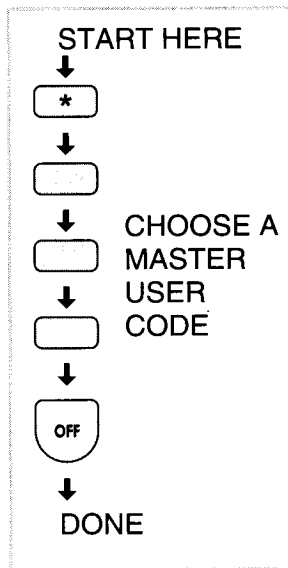 START HERE
*
CHOOSE A
MASTER
USER
CODE
OFF
DONE